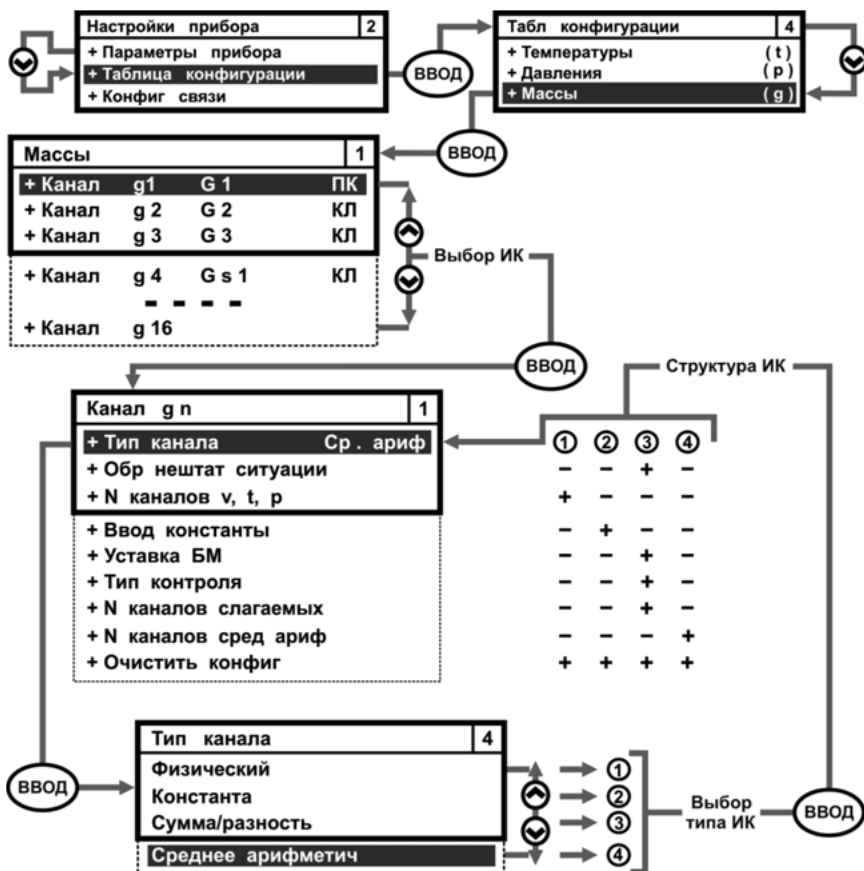 Настройки прибора 2
+ Параметры прибора
+ Таблица конфигурации
+ Конфиг связи
ВВОД
Табл конфигурации 4
+ Температуры (t)
+ Давления (p)
+ Массы (g)
ВВОД
Массы 1
+ Канал g1 G 1 ПК
+ Канал g 2 G 2 КЛ
+ Канал g 3 G 3 КЛ
+ Канал g 4 G s 1 КЛ
- - - -
+ Канал g 16
Выбор ИК
ВВОД
Структура ИК
Канал g n 1
+ Тип канала Ср . ариф ① ② ③ ④
+ Обр нештат ситуации – – + –
+ N каналов v, t, p + – – –
+ Ввод константы – + – –
+ Уставка БМ – – + –
+ Тип контроля – – + –
+ N каналов слагаемых – – + –
+ N каналов сред ариф – – – +
+ Очистить конфиг + + + +
ВВОД
Тип канала 4
Физический ①
Константа ②
Сумма/разность ③
Среднее арифметич ④
Выбор
типа ИК
ВВОД